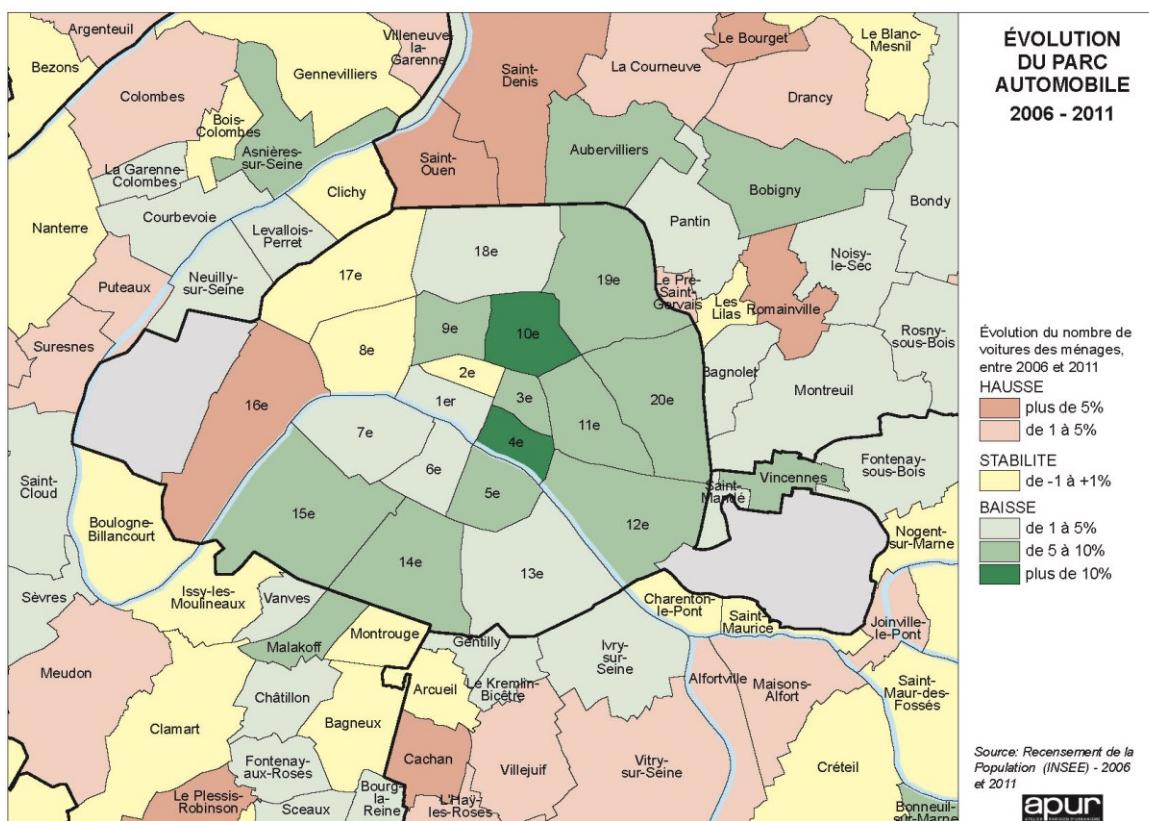 ÉVOLUTION
DU PARC
AUTOMOBILE
2006 - 2011
Argenteuil
Bezons
Colombes
Gennevilliers
Villeneuve-
la-
Garenne
Saint-
Denis
Le Bourget
La Courneuve
Le Blanc-
Mesnil
Drancy
Bois-
Colombes
Asnières-
sur-Seine
La Garenne-
Colombes
Saint-
Ouen
Aubervilliers
Bobigny
Bondy
Clichy
Nanterre
Courbevoie
Levallois-
Perret
Pantin
Noisy-
le-Sec
Puteaux
Neuilly-
sur-Seine
17e
18e
19e
Le Pré-
Saint-
Gervais
Les
Lilas
Romainville
Rosny-
sous-Bois
Suresnes
8e
9e
10e
2e
16e
1er
3e
20e
Bagnolet
Montreuil
7e
11e
4e
6e
5e
Saint-
Cloud
Saint-
Mandé
Vincennes
Fontenay-
sous-Bois
Boulogne-
Billancourt
15e
14e
13e
12e
Nogent-
sur-Marne
Sèvres
Issy-les-
Moulineaux
Vanves
Malakoff
Montrouge
Gentilly
Le Kremlin-
Bicêtre
Ivry-
sur-
Seine
Charenton-
le-Pont
Saint-
Maurice
Joinville-
le-Pont
Meudon
Clamart
Châtillon
Bagneux
Arcueil
Alfortville
Maisons-
Alfort
Saint-
Maur-des-
Fossés
Cachan
Villejuif
Vitry-
sur-Seine
Créteil
Fontenay-
aux-Roses
Le Plessis-
Robinson
Sceaux
Bourg-
la-
Reine
L'Haÿ-
les-Roses
Bonneuil-
sur-Marne
Évolution du nombre de
voitures des ménages,
entre 2006 et 2011
HAUSSE
plus de 5%
de 1 à 5%
STABILITE
de -1 à +1%
BAISSE
de 1 à 5%
de 5 à 10%
plus de 10%
Source: Recensement de la
Population (INSEE) - 2006
et 2011
apur
ATELIER PARISIEN D'URBANISME